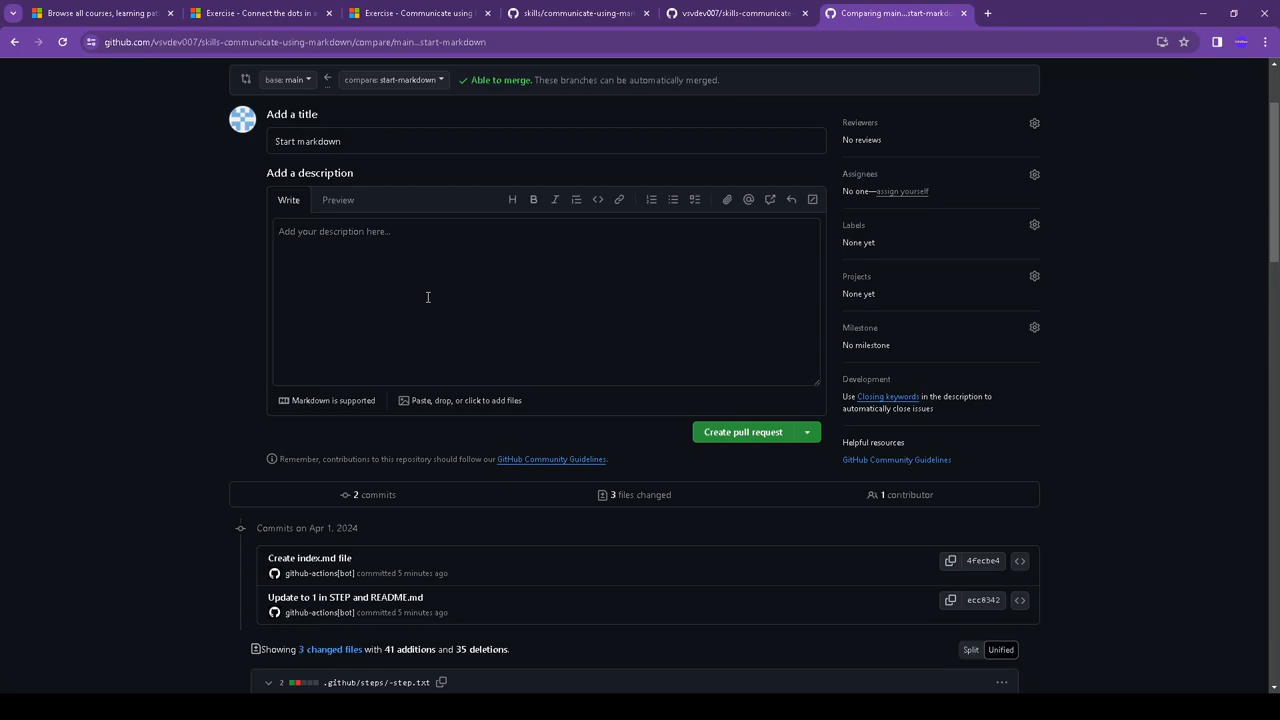 Browse all courses, learning pat
Exercise - Connect the dots in a
Exercise - Communicate using M
skills/communicate-using-mar
vsvdev007/skills-communicate
Comparing main...start-markdo
github.com/vsvdev007/skills-communicate-using-markdown/compare/main...start-markdown
base: main
...
compare: start-markdown
Able to merge. These branches can be automatically merged.
Add a title
Start markdown
Add a description
Write
Preview
H B I
Add your description here...
Markdown is supported
Paste, drop, or click to add files
Create pull request
Remember, contributions to this repository should follow our GitHub Community Guidelines.
Reviewers
No reviews
Assignees
No one—assign yourself
Labels
None yet
Projects
None yet
Milestone
No milestone
Development
Use Closing keywords in the description to
automatically close issues
Helpful resources
GitHub Community Guidelines
2 commits
3 files changed
1 contributor
Commits on Apr 1, 2024
Create index.md file
4fecbe4
github-actions[bot] committed 5 minutes ago
Update to 1 in STEP and README.md
ecc8342
github-actions[bot] committed 5 minutes ago
Showing 3 changed files with 41 additions and 35 deletions.
Split
Unified
2
.github/steps/-step.txt